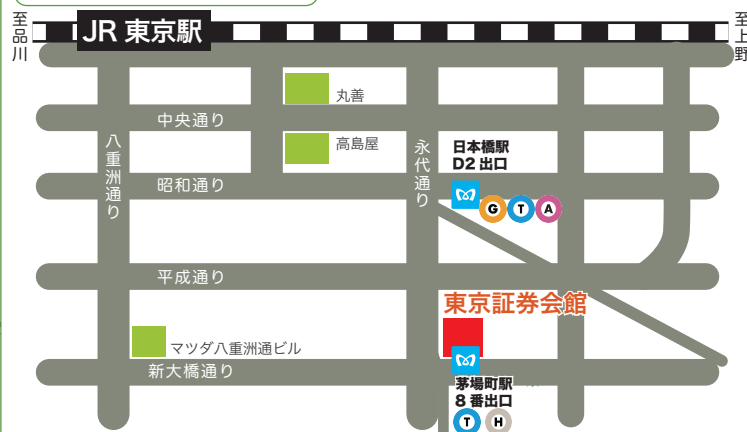 至品川
JR 東京駅
至上野
丸善
中央通り
八重洲通り
高島屋
永代通り
日本橋駅
D2 出口
昭和通り
G T A
平成通り
東京証券会館
マツダ八重洲通ビル
新大橋通り
茅場町駅
8 番出口
T H